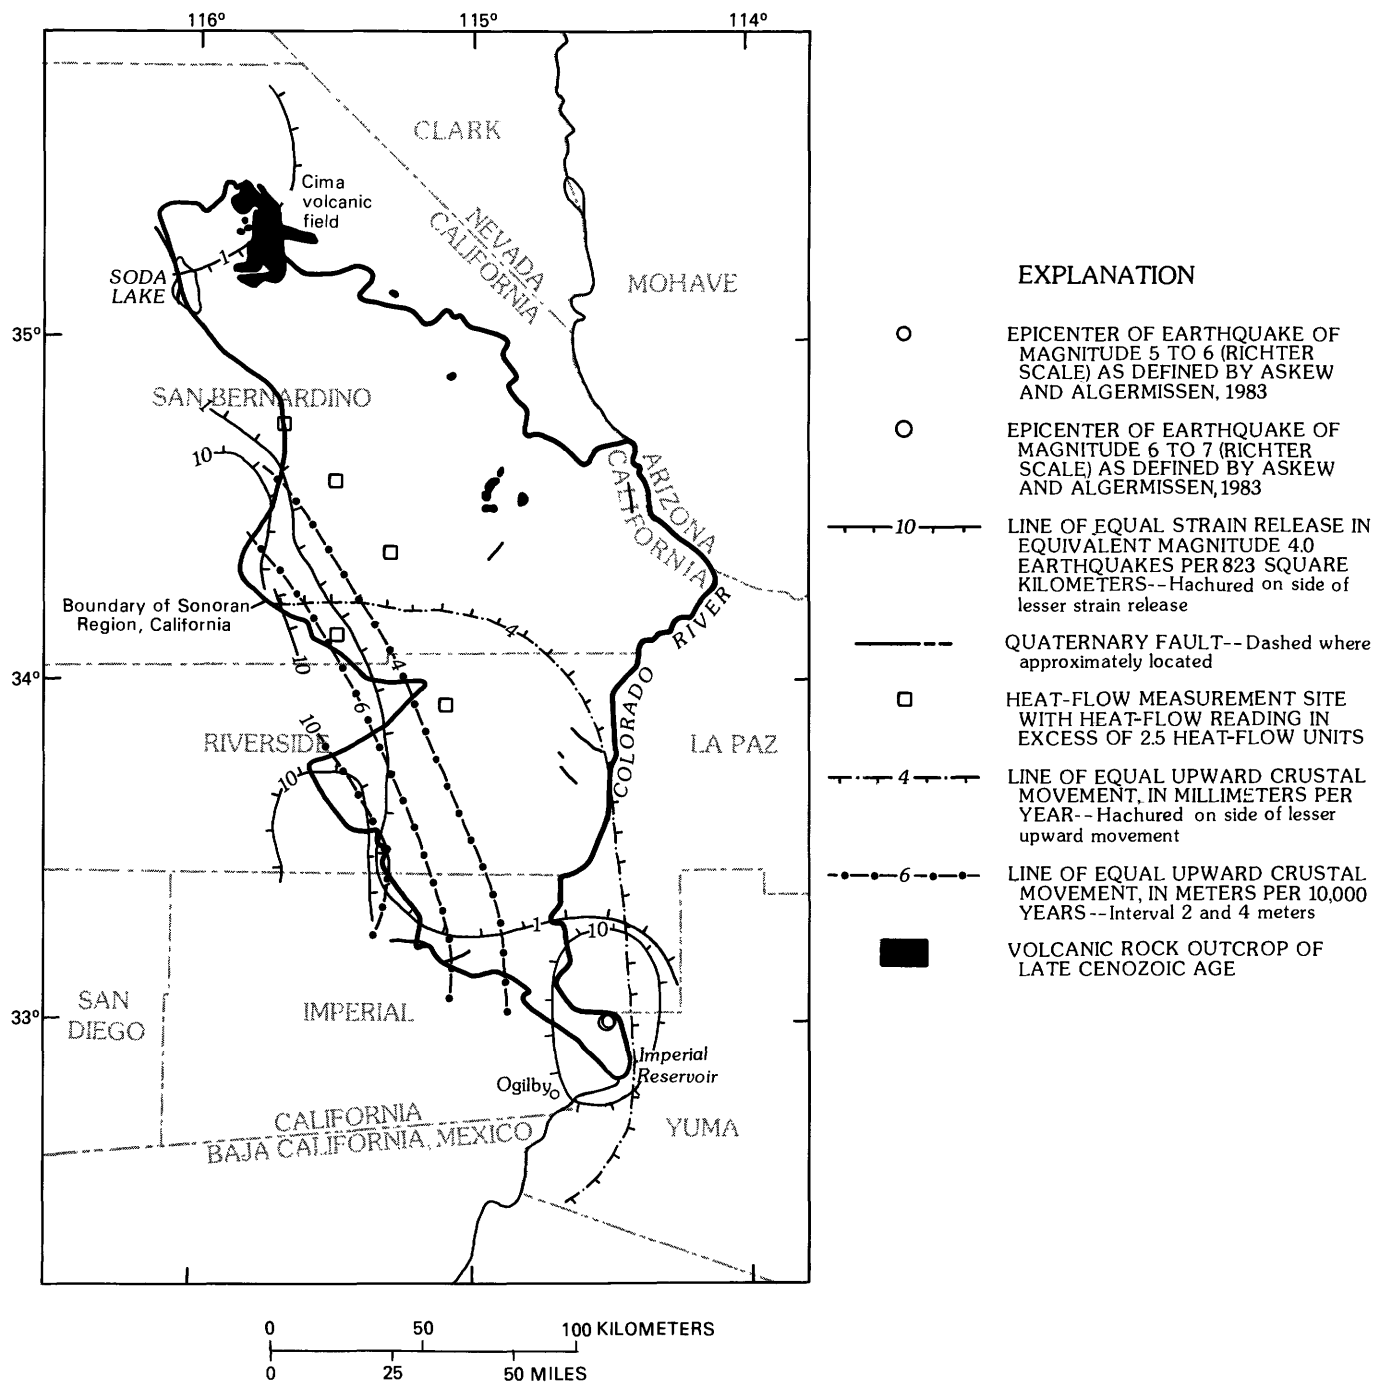 116°
115°
114°
CLARK
Cima
volcanic
field
NEVADA
CALIFORNIA
MOHAVE
1
SODA
LAKE
35°
SAN BERNARDINO
1
10
ARIZONA
CALIFORNIA
Boundary of Sonoran
Region, California
4
RIVER
10
4
34°
6
COLORADO
10
RIVERSIDE
LA PAZ
10
1
10
SAN
DIEGO
IMPERIAL
33°
Imperial
Reservoir
Ogilby
CALIFORNIA
BAJA CALIFORNIA, MEXICO
YUMA
0 50 100 KILOMETERS
0 25 50 MILES
EXPLANATION
EPICENTER OF EARTHQUAKE OF
MAGNITUDE 5 TO 6 (RICHTER
SCALE) AS DEFINED BY ASKEW
AND ALGERMISSEN, 1983
EPICENTER OF EARTHQUAKE OF
MAGNITUDE 6 TO 7 (RICHTER
SCALE) AS DEFINED BY ASKEW
AND ALGERMISSEN, 1983
10 LINE OF EQUAL STRAIN RELEASE IN
EQUIVALENT MAGNITUDE 4.0
EARTHQUAKES PER 823 SQUARE
KILOMETERS--Hachured on side of
lesser strain release
QUATERNARY FAULT--Dashed where
approximately located
HEAT-FLOW MEASUREMENT SITE
WITH HEAT-FLOW READING IN
EXCESS OF 2.5 HEAT-FLOW UNITS
4 LINE OF EQUAL UPWARD CRUSTAL
MOVEMENT, IN MILLIMETERS PER
YEAR--Hachured on side of lesser
upward movement
6 LINE OF EQUAL UPWARD CRUSTAL
MOVEMENT, IN METERS PER 10,000
YEARS--Interval 2 and 4 meters
VOLCANIC ROCK OUTCROP OF
LATE CENOZOIC AGE